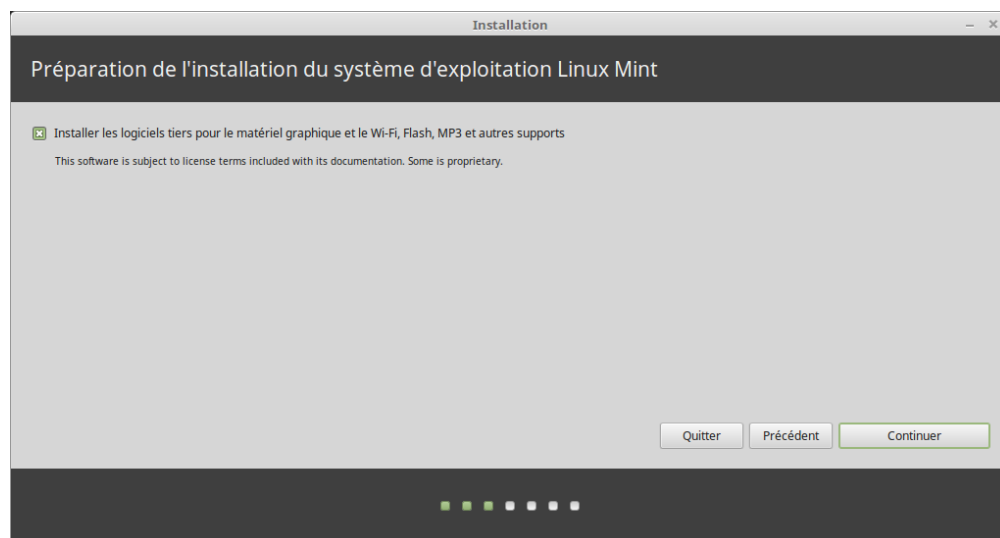 Installation
Préparation de l'installation du système d'exploitation Linux Mint
Installer les logiciels tiers pour le matériel graphique et le Wi-Fi, Flash, MP3 et autres supports
This software is subject to license terms included with its documentation. Some is proprietary.
Quitter Précédent Continuer